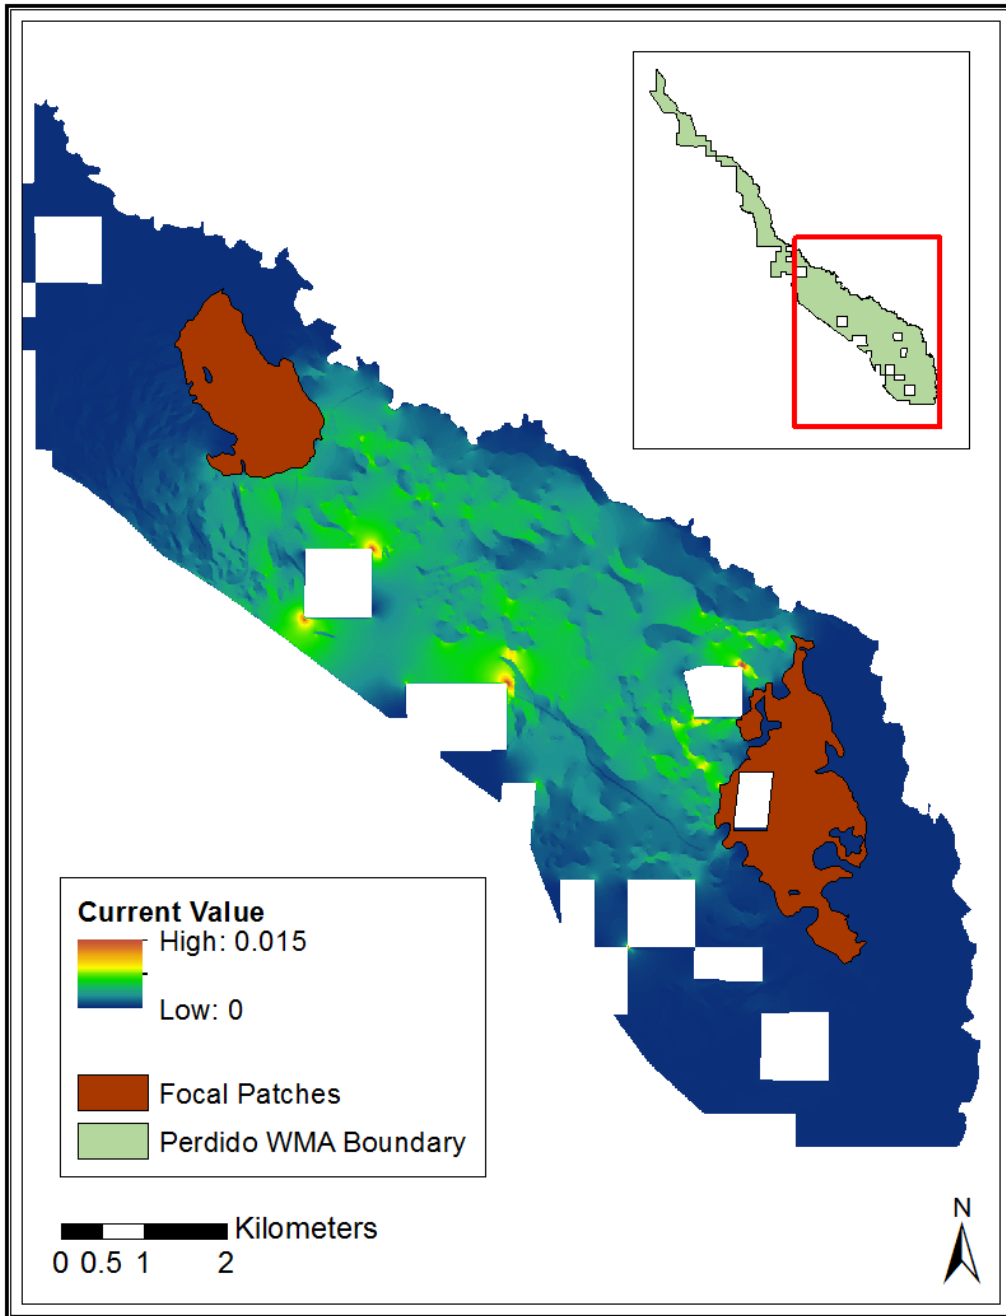 Current Value
High: 0.015
Low: 0
Focal Patches
Perdido WMA Boundary
Kilometers
0 0.5 1 2
N